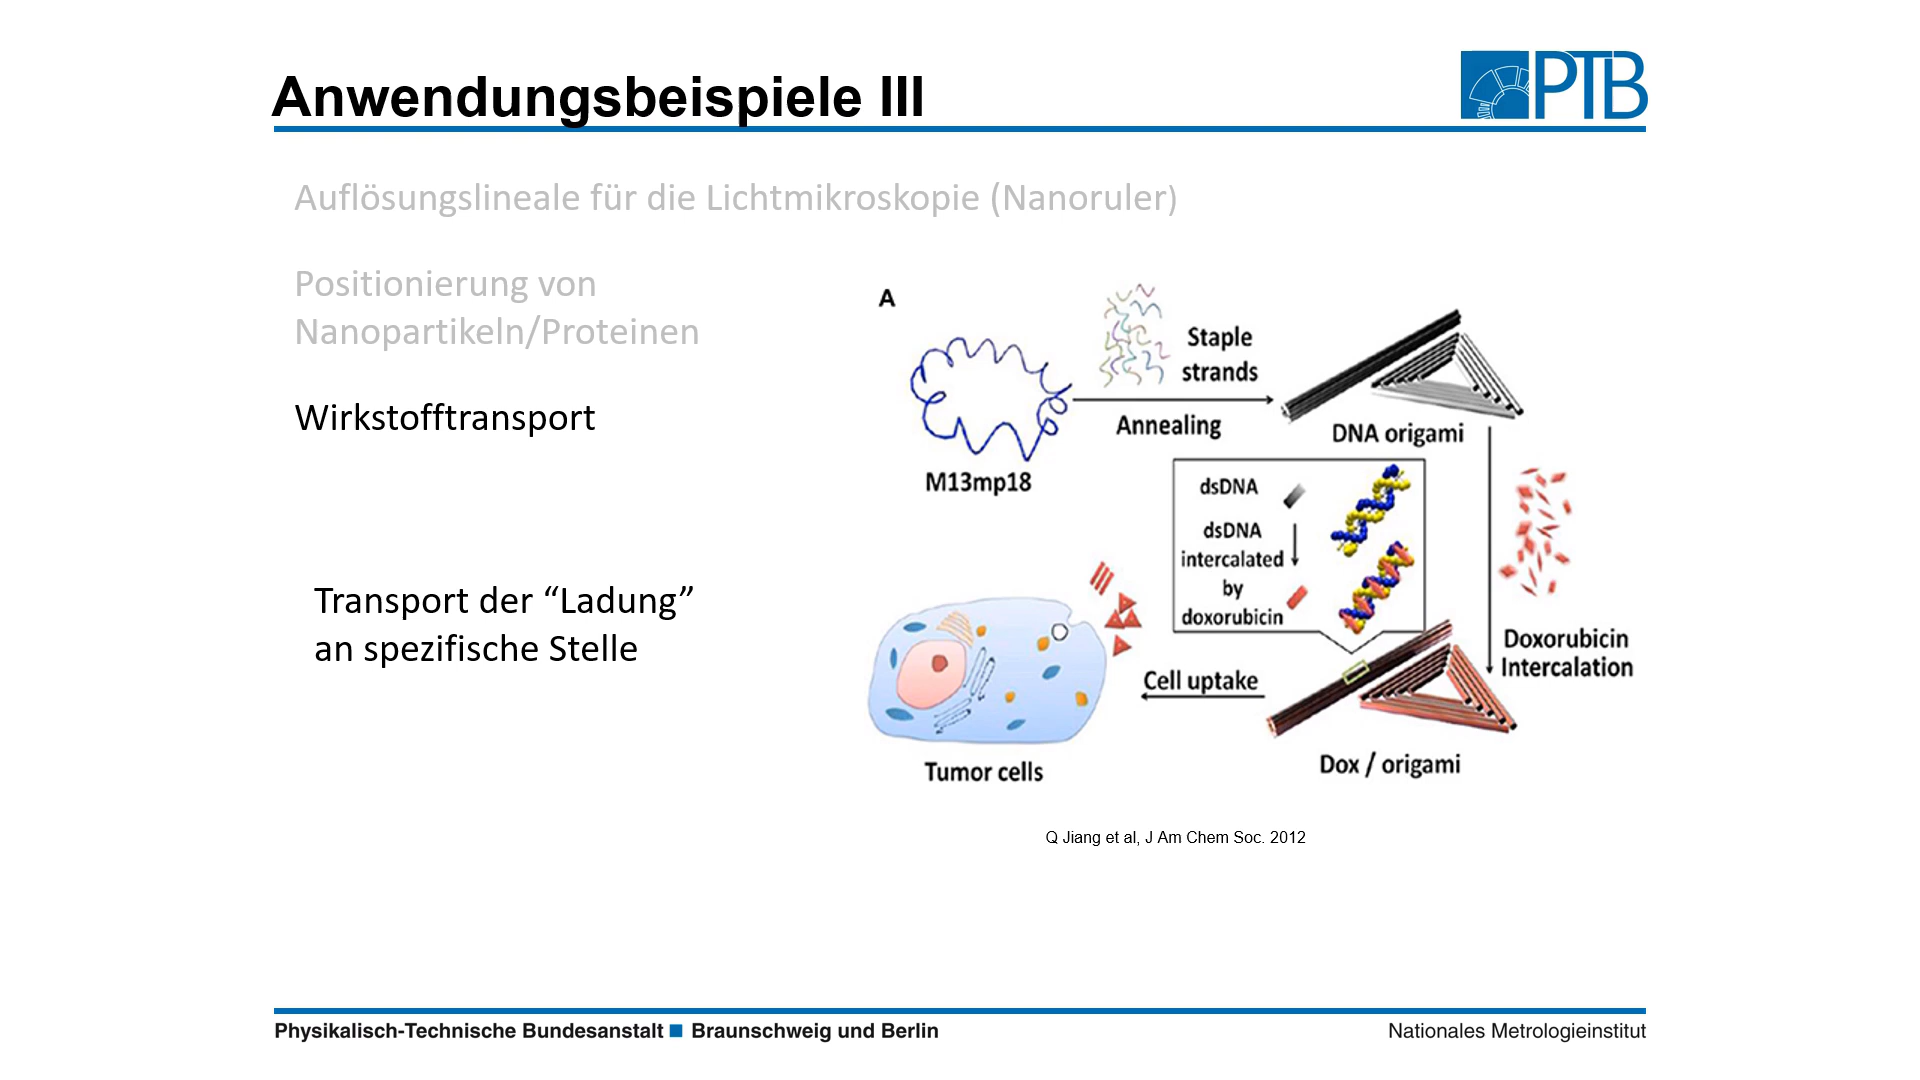 Anwendungsbeispiele III
PTB
Auflösungslineale für die Lichtmikroskopie (Nanoruler)
Positionierung von
Nanopartikeln/Proteinen
Wirkstofftransport
Transport der “Ladung”
an spezifische Stelle
A
Staple
strands
Annealing
M13mp18
DNA origami
dsDNA
dsDNA
intercalated
by
doxorubicin
Doxorubicin
Intercalation
Cell uptake
Tumor cells
Dox / origami
Q Jiang et al, J Am Chem Soc. 2012
Physikalisch-Technische Bundesanstalt ■ Braunschweig und Berlin
Nationales Metrologieinstitut